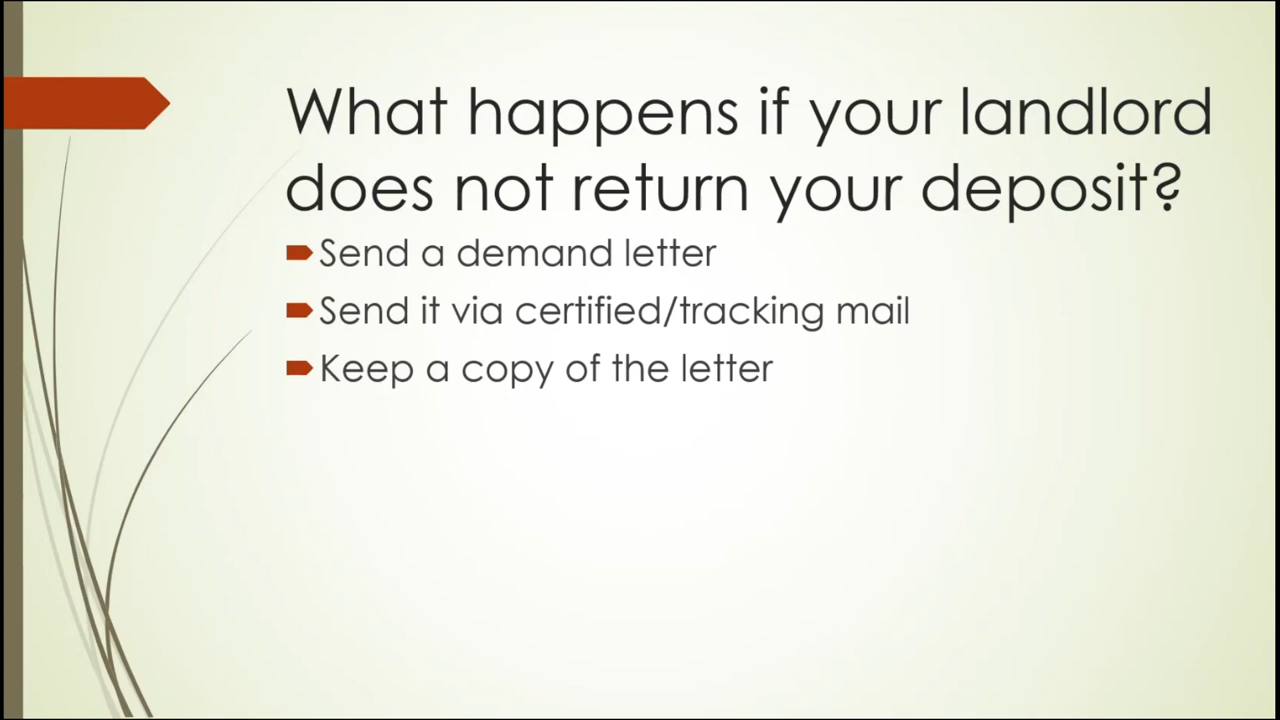 What happens if your landlord
does not return your deposit?
Send a demand letter
Send it via certified/tracking mail
Keep a copy of the letter